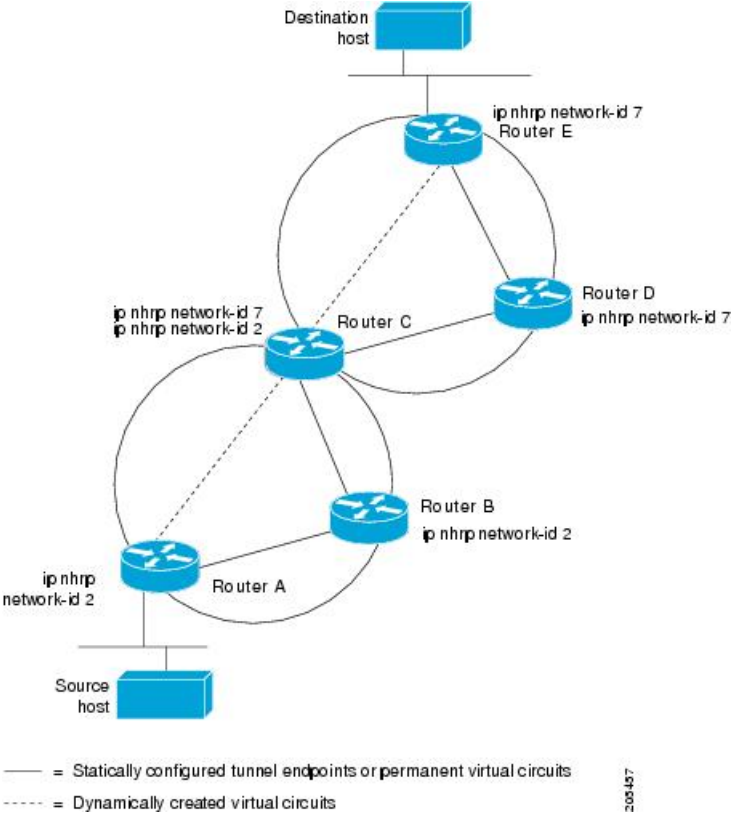 Destination
host
ip nhrp network-id 7
Router E
Router D
ip nhrp network-id 7
ip nhrp network-id 7
ip nhrp network-id 2
Router C
Router B
ip nhrp network-id 2
ip nhrp
network-id 2
Router A
Source
host
= Statically configured tunnel endpoints or permanent virtual circuits
= Dynamically created virtual circuits
205457